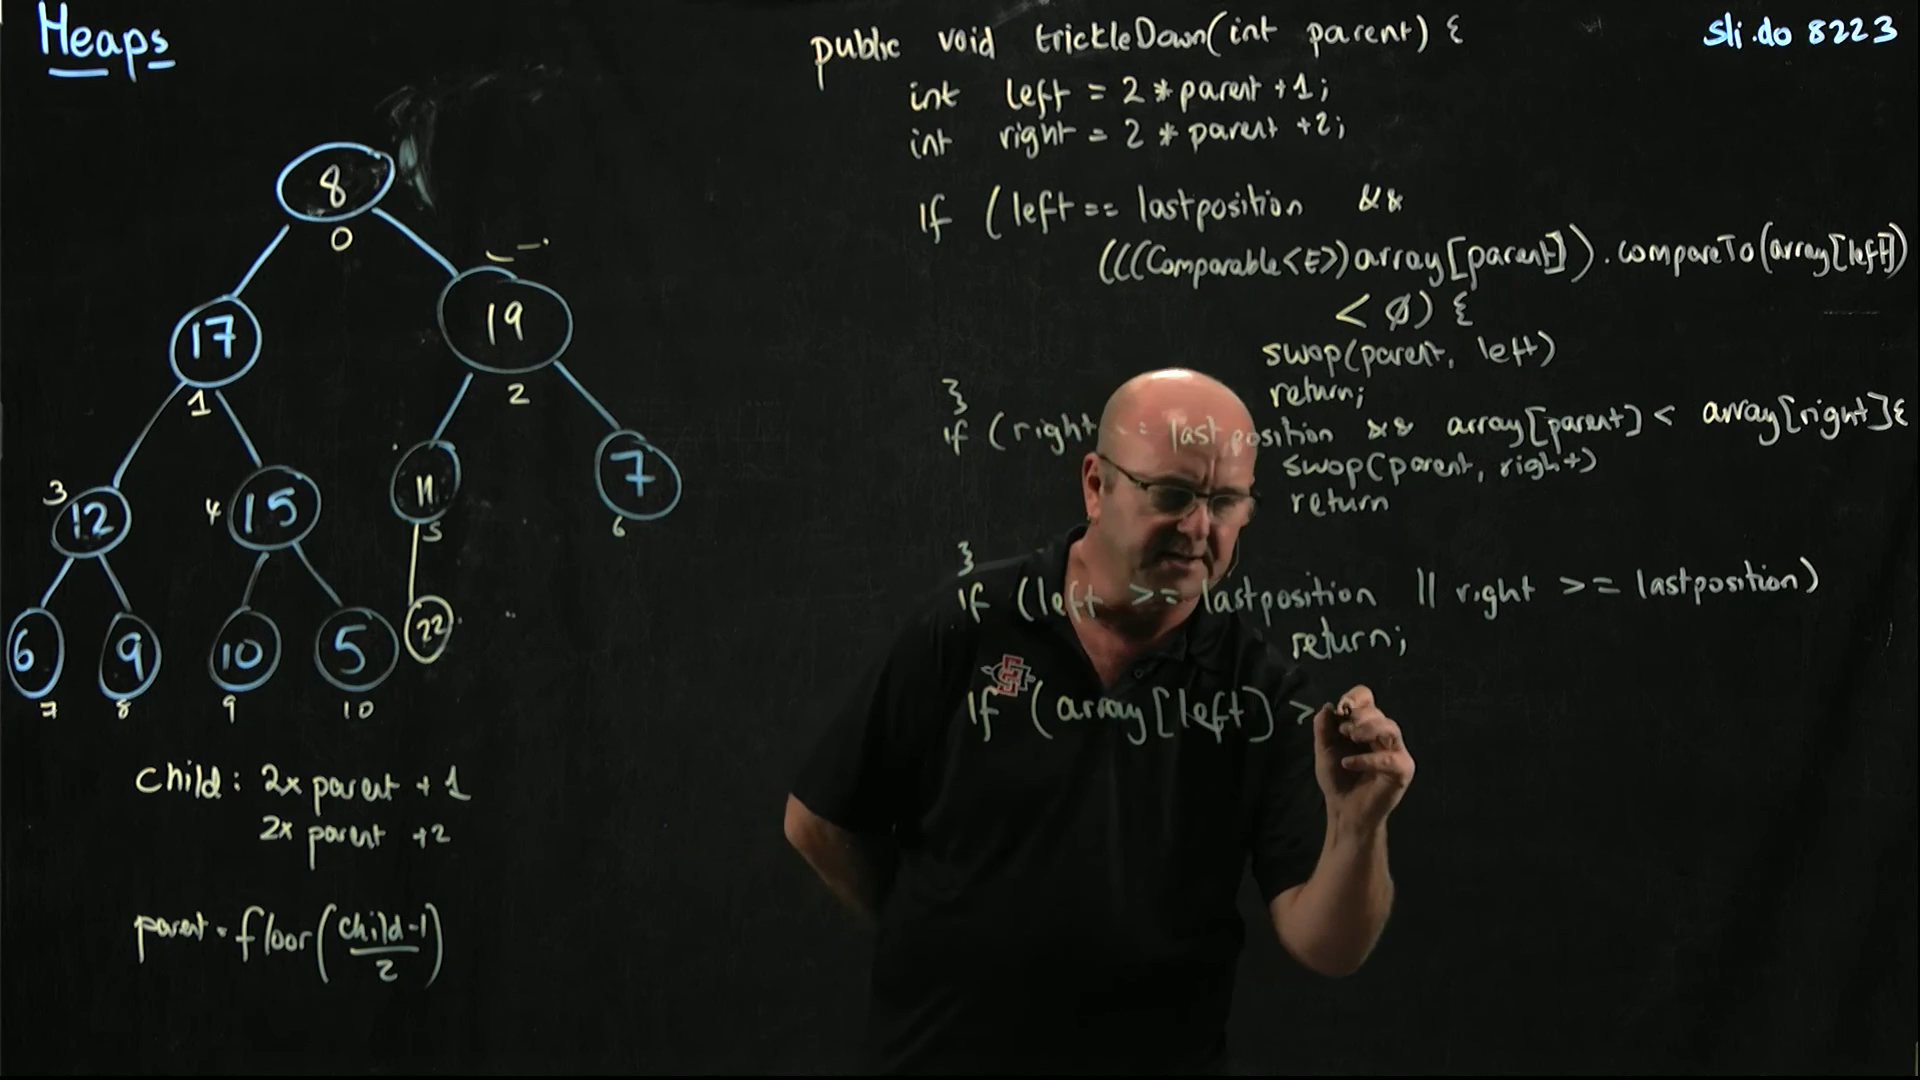 Heaps
8
0
17
1
19
2
3
12
4
15
11
5
7
6
6
7
9
8
10
9
5
10
22
child: 2x parent + 1
2x parent +2
parent = floor(child-1
2)
public void trickleDown(int parent) {
int left = 2 * parent +1;
int right = 2 * parent +2;
If (left == lastposition &&
(((Comparable<E>)array[parent]).compareTo(array[left])
< 0) {
swap(parent, left)
return;
}
if (right == last position && array[parent] < array[right]{
swap(parent, right)
return
}
if (left >= lastposition || right >= lastposition)
return;
If (array[left] >
sli.do 8223